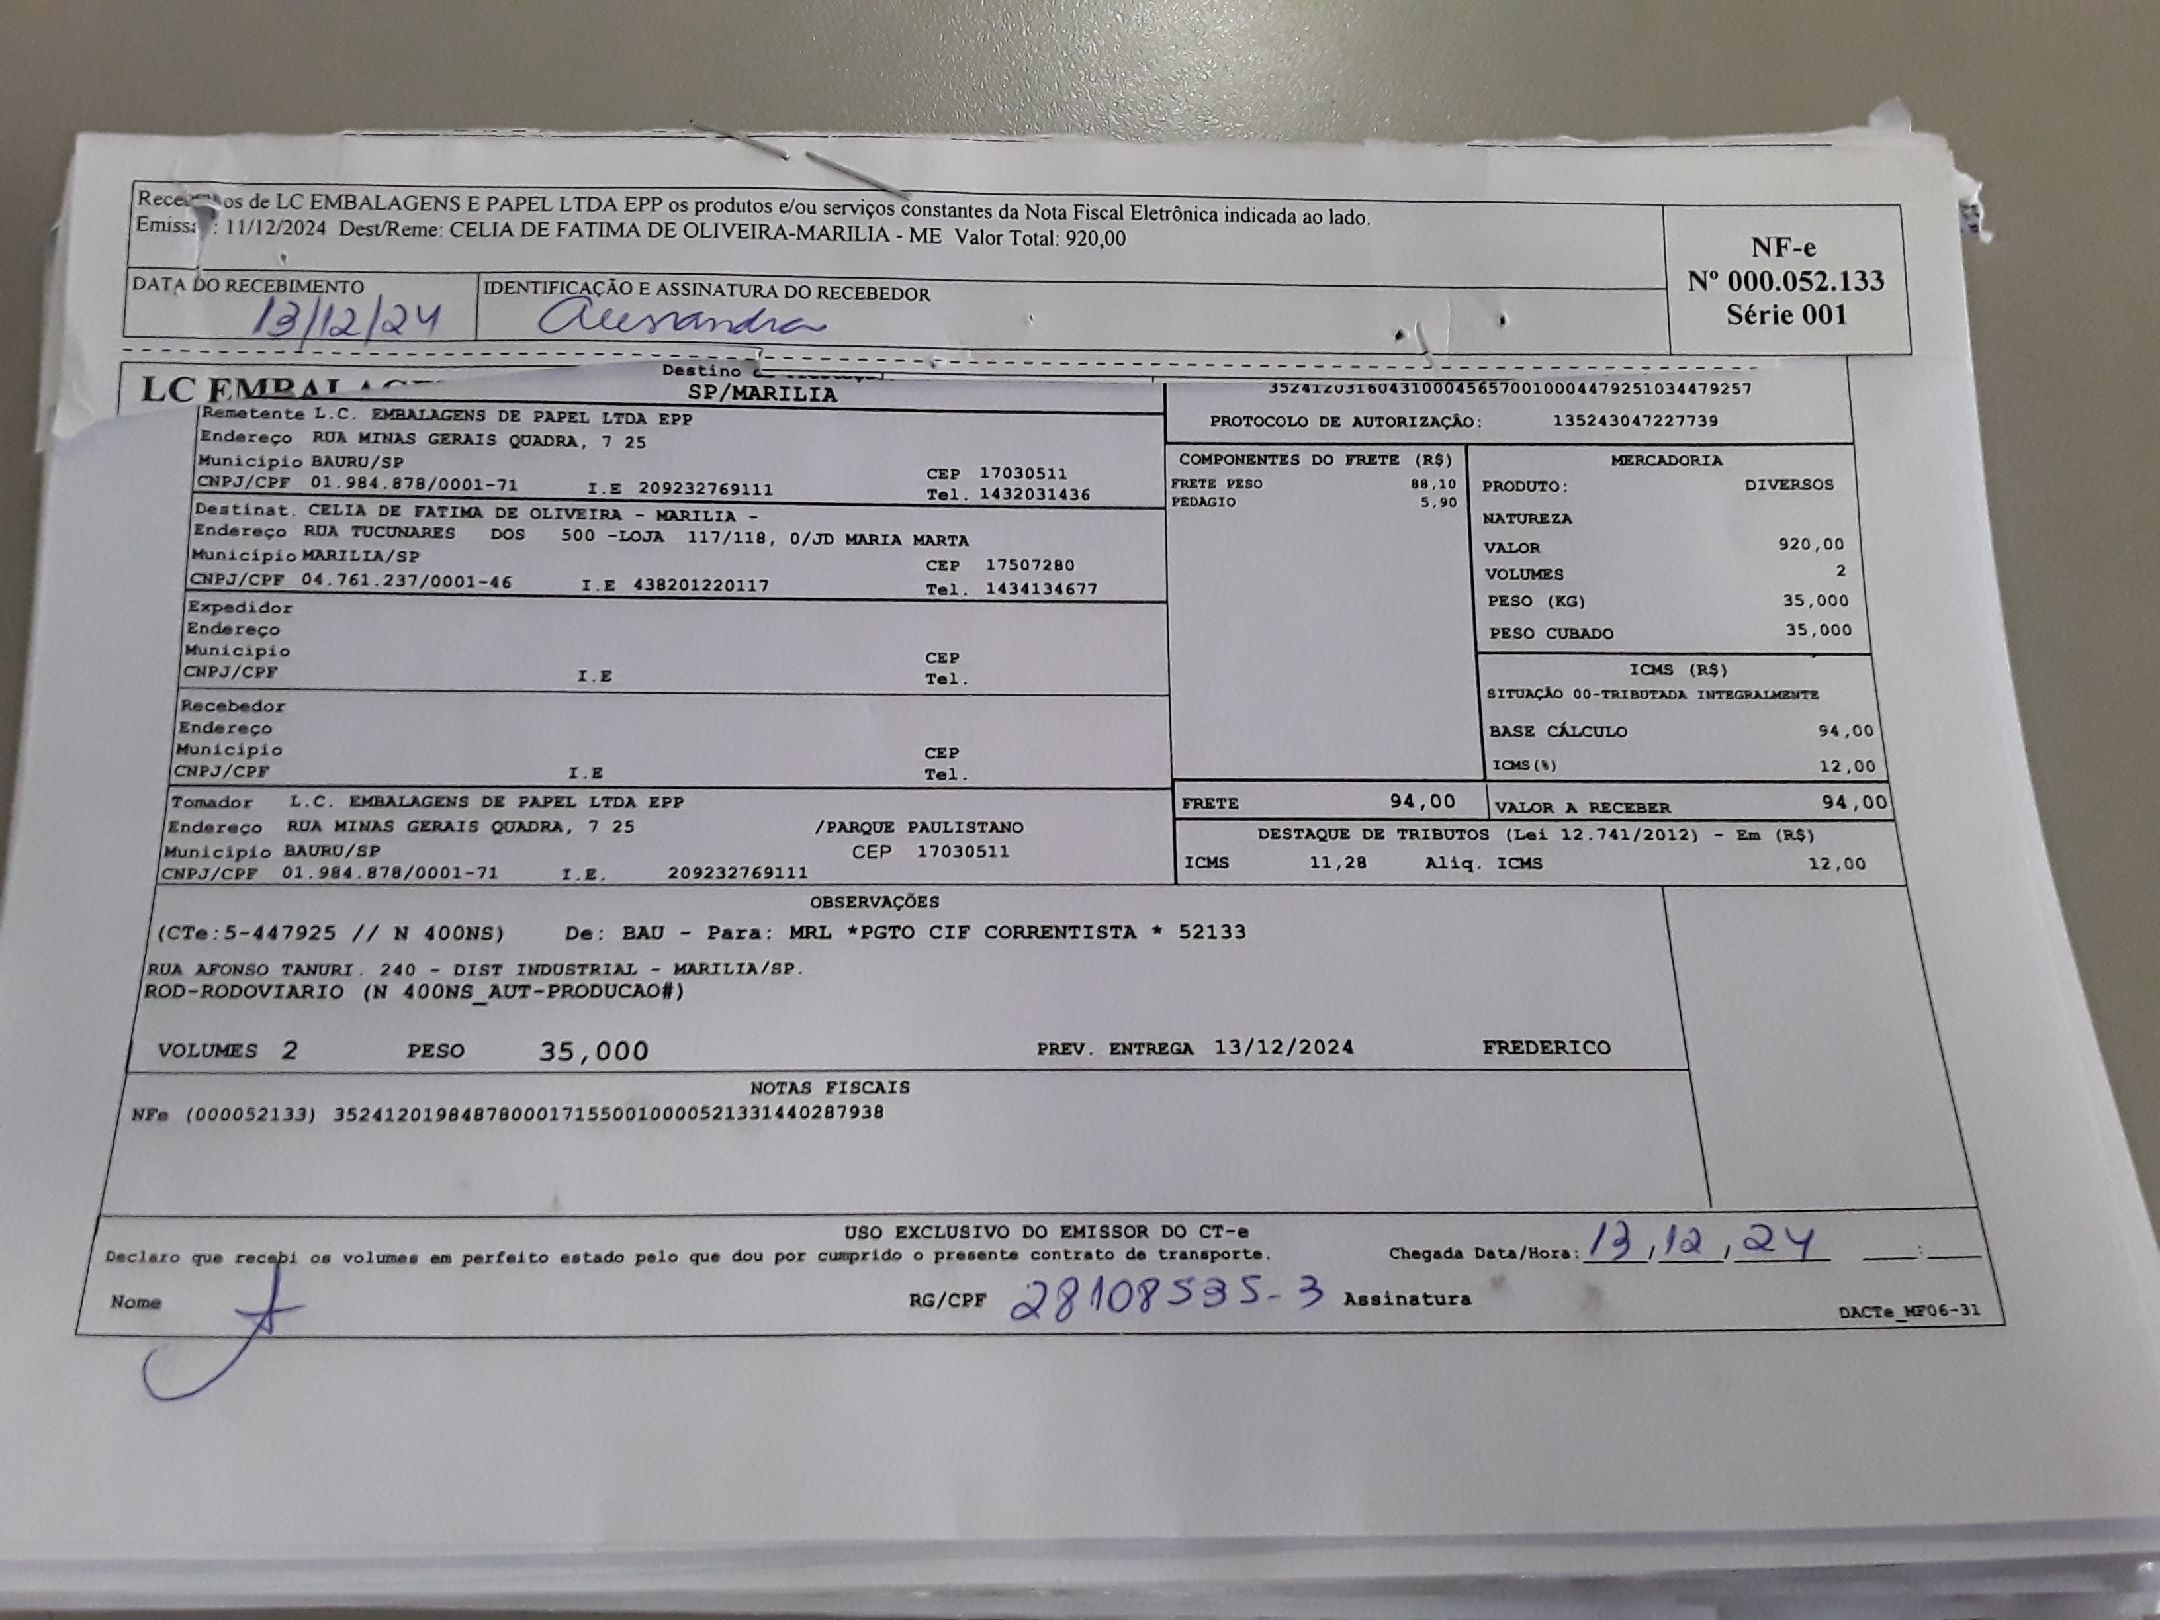 de LC EMBALAGENS E PAPEL LTDA EPP os produtos e/ou serviços constantes da Nota Fiscal Eletrônica indicada ao lado.
11/12/2024 Dest/Reme: CELIA DE FATIMA DE OLIVEIRA-MARILIA - ME Valor Total: 920,00
NF-e
Nº 000.052.133
Série 001
DATA DO RECEBIMENTO
13/12/24
IDENTIFICAÇÃO E ASSINATURA DO RECEBEDOR
Alessandra
LC EMBALAGE
Destino
SP/MARILIA
35241203160431000456570010004479251034479257
PROTOCOLO DE AUTORIZAÇÃO: 135243047227739
Remetente L.C. EMBALAGENS DE PAPEL LTDA EPP
Endereço RUA MINAS GERAIS QUADRA, 7 25
Município BAURU/SP CEP 17030511
CNPJ/CPF 01.984.878/0001-71 I.E 209232769111 Tel. 1432031436
Destinat. CELIA DE FATIMA DE OLIVEIRA - MARILIA -
Endereço RUA TUCUNARES DOS 500 -LOJA 117/118, 0/JD MARIA MARTA
Município MARILIA/SP CEP 17507280
CNPJ/CPF 04.761.237/0001-46 I.E 438201220117 Tel. 1434134677
Expedidor
Endereço
Município CEP
CNPJ/CPF I.E Tel.
Recebedor
Endereço
Município CEP
CNPJ/CPF I.E Tel.
Tomador L.C. EMBALAGENS DE PAPEL LTDA EPP
Endereço RUA MINAS GERAIS QUADRA, 7 25 /PARQUE PAULISTANO
Município BAURU/SP CEP 17030511
CNPJ/CPF 01.984.878/0001-71 I.E. 209232769111
COMPONENTES DO FRETE (R$)
FRETE PESO 88,10
PEDAGIO 5,90
MERCADORIA
PRODUTO: DIVERSOS
NATUREZA
VALOR 920,00
VOLUMES 2
PESO (KG) 35,000
PESO CUBADO 35,000
ICMS (R$)
SITUAÇÃO 00-TRIBUTADA INTEGRALMENTE
BASE CÁLCULO 94,00
ICMS(%) 12,00
FRETE 94,00 VALOR A RECEBER 94,00
DESTAQUE DE TRIBUTOS (Lei 12.741/2012) - Em (R$)
ICMS 11,28 Aliq. ICMS 12,00
OBSERVAÇÕES
(CTe:5-447925 // N 400NS) De: BAU - Para: MRL *PGTO CIF CORRENTISTA * 52133
RUA AFONSO TANURI. 240 - DIST INDUSTRIAL - MARILIA/SP.
ROD-RODOVIARIO (N 400NS_AUT-PRODUCAO#)
VOLUMES 2 PESO 35,000 PREV. ENTREGA 13/12/2024 FREDERICO
NOTAS FISCAIS
NFe (000052133) 35241201984878000171550010000521331440287938
USO EXCLUSIVO DO EMISSOR DO CT-e
Declaro que recebi os volumes em perfeito estado pelo que dou por cumprido o presente contrato de transporte. Chegada Data/Hora: 13,12,24 __:__
Nome RG/CPF 28108535-3 Assinatura
DACTe_MF06-31